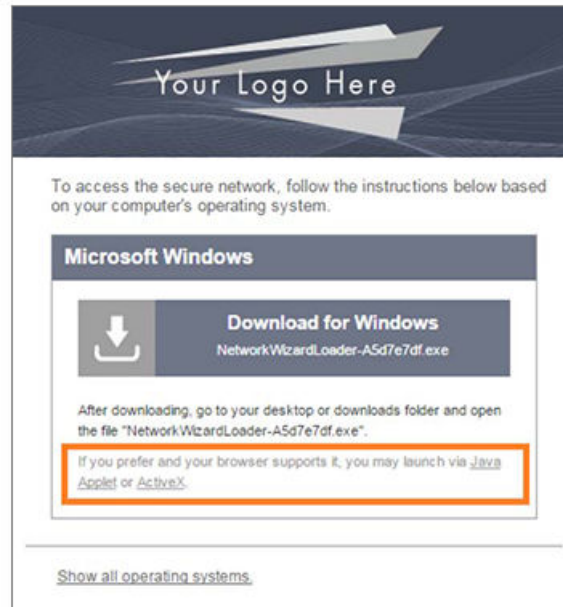 Your Logo Here
To access the secure network, follow the instructions below based
on your computer's operating system.
Microsoft Windows
Download for Windows
NetworkWizardLoader-A5d7e7df.exe
After downloading, go to your desktop or downloads folder and open
the file "NetworkWizardLoader-A5d7e7df.exe".
If you prefer and your browser supports it, you may launch via Java
Applet or ActiveX.
Show all operating systems.